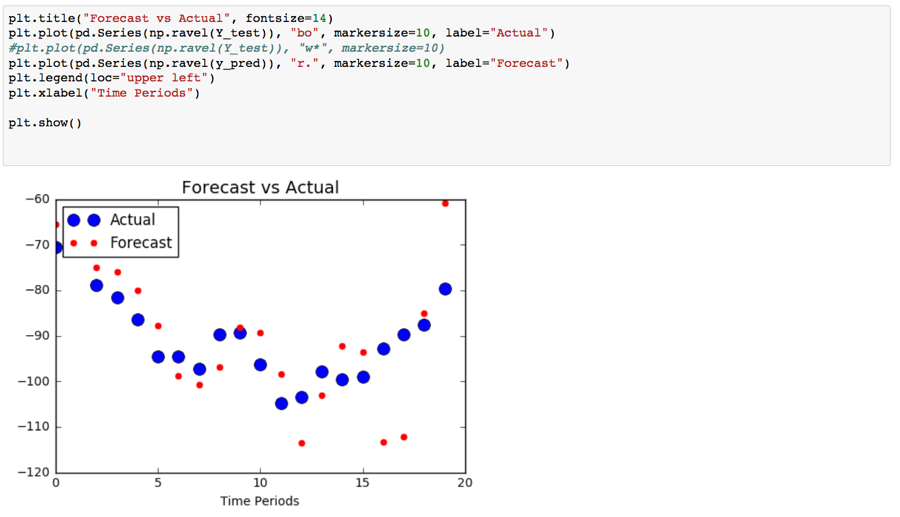 plt.title("Forecast vs Actual", fontsize=14)
plt.plot(pd.Series(np.ravel(Y_test)), "bo", markersize=10, label="Actual")
#plt.plot(pd.Series(np.ravel(Y_test)), "w*", markersize=10)
plt.plot(pd.Series(np.ravel(y_pred)), "r.", markersize=10, label="Forecast")
plt.legend(loc="upper left")
plt.xlabel("Time Periods")
plt.show()
Forecast vs Actual
Actual
Forecast
−60
−70
−80
−90
−100
−110
−120
0 5 10 15 20
Time Periods